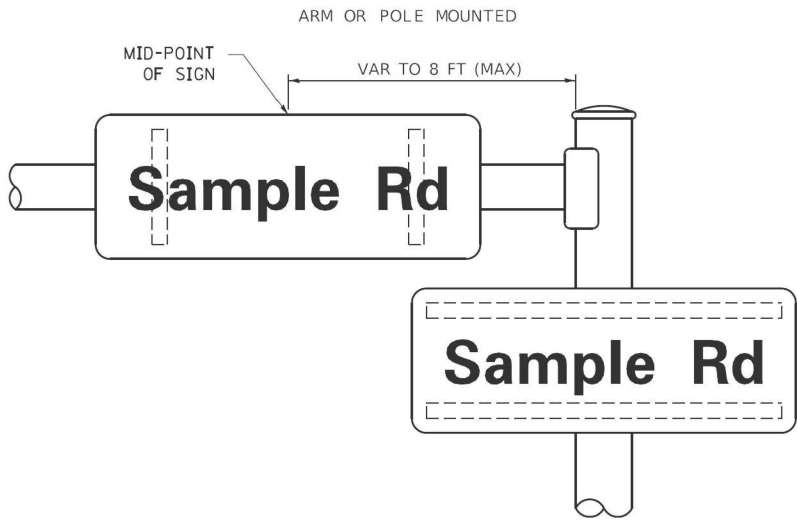 ARM OR POLE MOUNTED
MID-POINT
OF SIGN
VAR TO 8 FT (MAX)
Sample Rd
Sample Rd